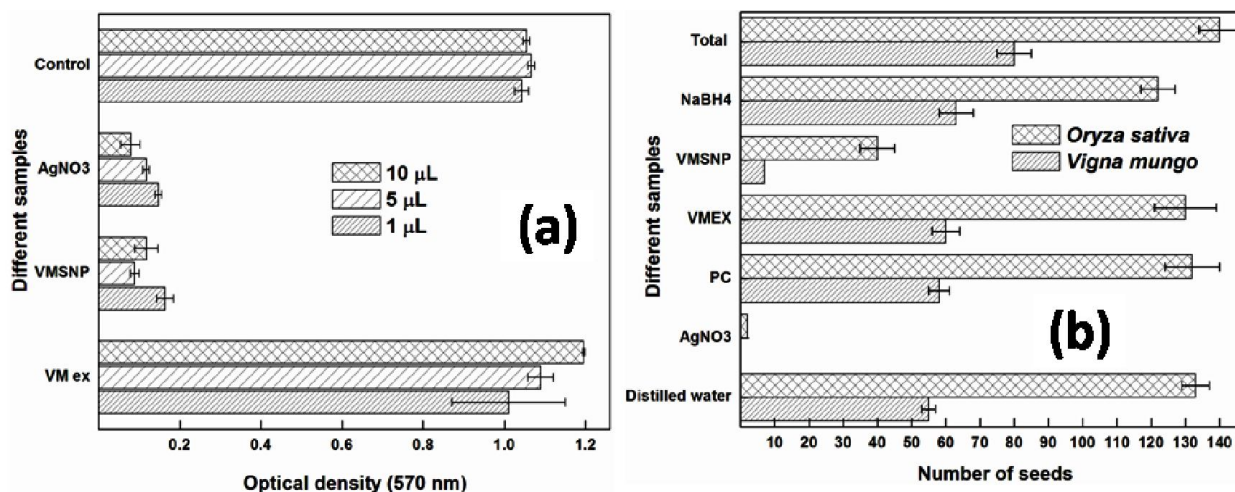 Different samples
Control
AgNO3
VMSNP
VM ex
10 μL
5 μL
1 μL
(a)
0.2 0.4 0.6 0.8 1.0 1.2
Optical density (570 nm)
Different samples
Total
NaBH4
VMSNP
VMEX
PC
AgNO3
Distilled water
Oryza sativa
Vigna mungo
(b)
10 20 30 40 50 60 70 80 90 100 110 120 130 140
Number of seeds